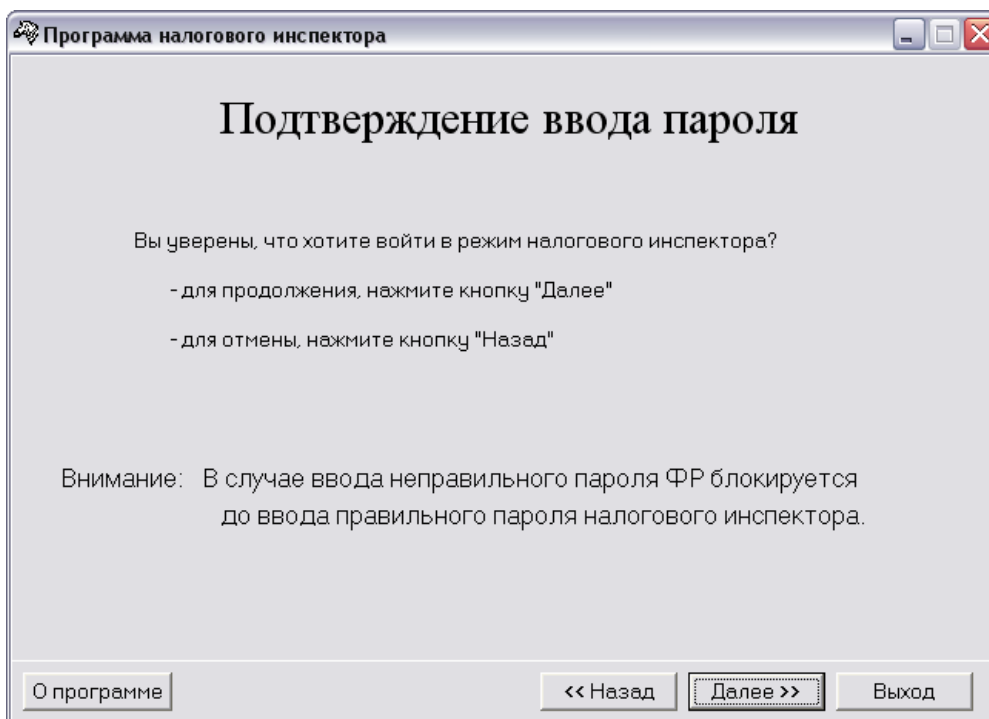 Программа налогового инспектора
Подтверждение ввода пароля
Вы уверены, что хотите войти в режим налогового инспектора?
- для продолжения, нажмите кнопку "Далее"
- для отмены, нажмите кнопку "Назад"
Внимание: В случае ввода неправильного пароля ФР блокируется
до ввода правильного пароля налогового инспектора.
О программе << Назад Далее >> Выход